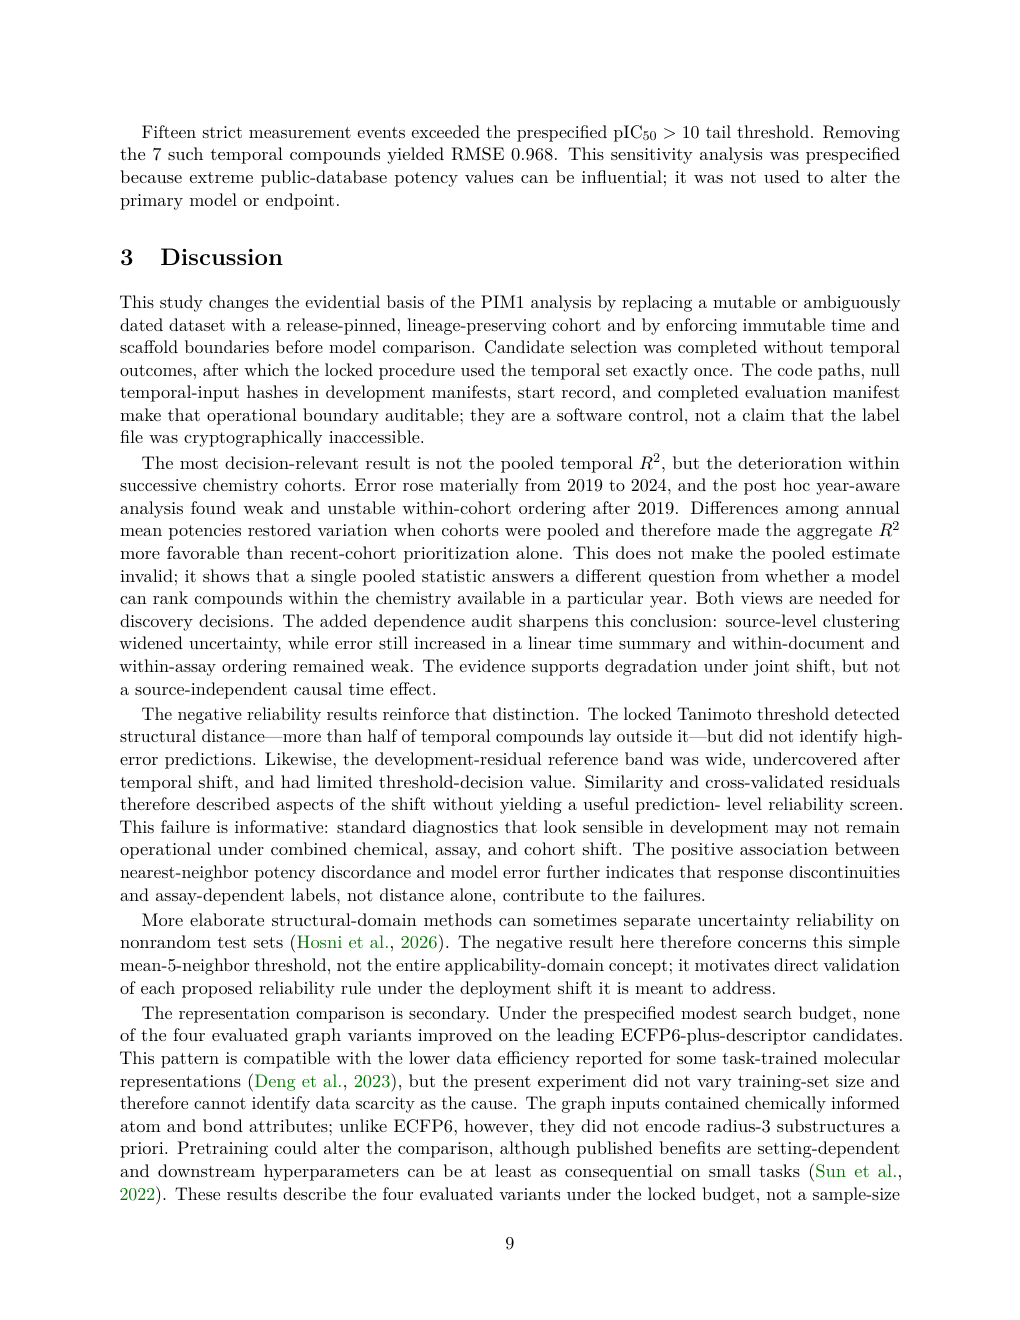 Fifteen strict measurement events exceeded the prespecified pIC50 > 10 tail threshold. Removing
the 7 such temporal compounds yielded RMSE 0.968. This sensitivity analysis was prespecified
because extreme public-database potency values can be influential; it was not used to alter the
primary model or endpoint.
3 Discussion
This study changes the evidential basis of the PIM1 analysis by replacing a mutable or ambiguously
dated dataset with a release-pinned, lineage-preserving cohort and by enforcing immutable time and
scaffold boundaries before model comparison. Candidate selection was completed without temporal
outcomes, after which the locked procedure used the temporal set exactly once. The code paths, null
temporal-input hashes in development manifests, start record, and completed evaluation manifest
make that operational boundary auditable; they are a software control, not a claim that the label
file was cryptographically inaccessible.
The most decision-relevant result is not the pooled temporal R2, but the deterioration within
successive chemistry cohorts. Error rose materially from 2019 to 2024, and the post hoc year-aware
analysis found weak and unstable within-cohort ordering after 2019. Differences among annual
mean potencies restored variation when cohorts were pooled and therefore made the aggregate R2
more favorable than recent-cohort prioritization alone. This does not make the pooled estimate
invalid; it shows that a single pooled statistic answers a different question from whether a model
can rank compounds within the chemistry available in a particular year. Both views are needed for
discovery decisions. The added dependence audit sharpens this conclusion: source-level clustering
widened uncertainty, while error still increased in a linear time summary and within-document and
within-assay ordering remained weak. The evidence supports degradation under joint shift, but not
a source-independent causal time effect.
The negative reliability results reinforce that distinction. The locked Tanimoto threshold detected
structural distance—more than half of temporal compounds lay outside it—but did not identify high-
error predictions. Likewise, the development-residual reference band was wide, undercovered after
temporal shift, and had limited threshold-decision value. Similarity and cross-validated residuals
therefore described aspects of the shift without yielding a useful prediction- level reliability screen.
This failure is informative: standard diagnostics that look sensible in development may not remain
operational under combined chemical, assay, and cohort shift. The positive association between
nearest-neighbor potency discordance and model error further indicates that response discontinuities
and assay-dependent labels, not distance alone, contribute to the failures.
More elaborate structural-domain methods can sometimes separate uncertainty reliability on
nonrandom test sets (Hosni et al., 2026). The negative result here therefore concerns this simple
mean-5-neighbor threshold, not the entire applicability-domain concept; it motivates direct validation
of each proposed reliability rule under the deployment shift it is meant to address.
The representation comparison is secondary. Under the prespecified modest search budget, none
of the four evaluated graph variants improved on the leading ECFP6-plus-descriptor candidates.
This pattern is compatible with the lower data efficiency reported for some task-trained molecular
representations (Deng et al., 2023), but the present experiment did not vary training-set size and
therefore cannot identify data scarcity as the cause. The graph inputs contained chemically informed
atom and bond attributes; unlike ECFP6, however, they did not encode radius-3 substructures a
priori. Pretraining could alter the comparison, although published benefits are setting-dependent
and downstream hyperparameters can be at least as consequential on small tasks (Sun et al.,
2022). These results describe the four evaluated variants under the locked budget, not a sample-size
9